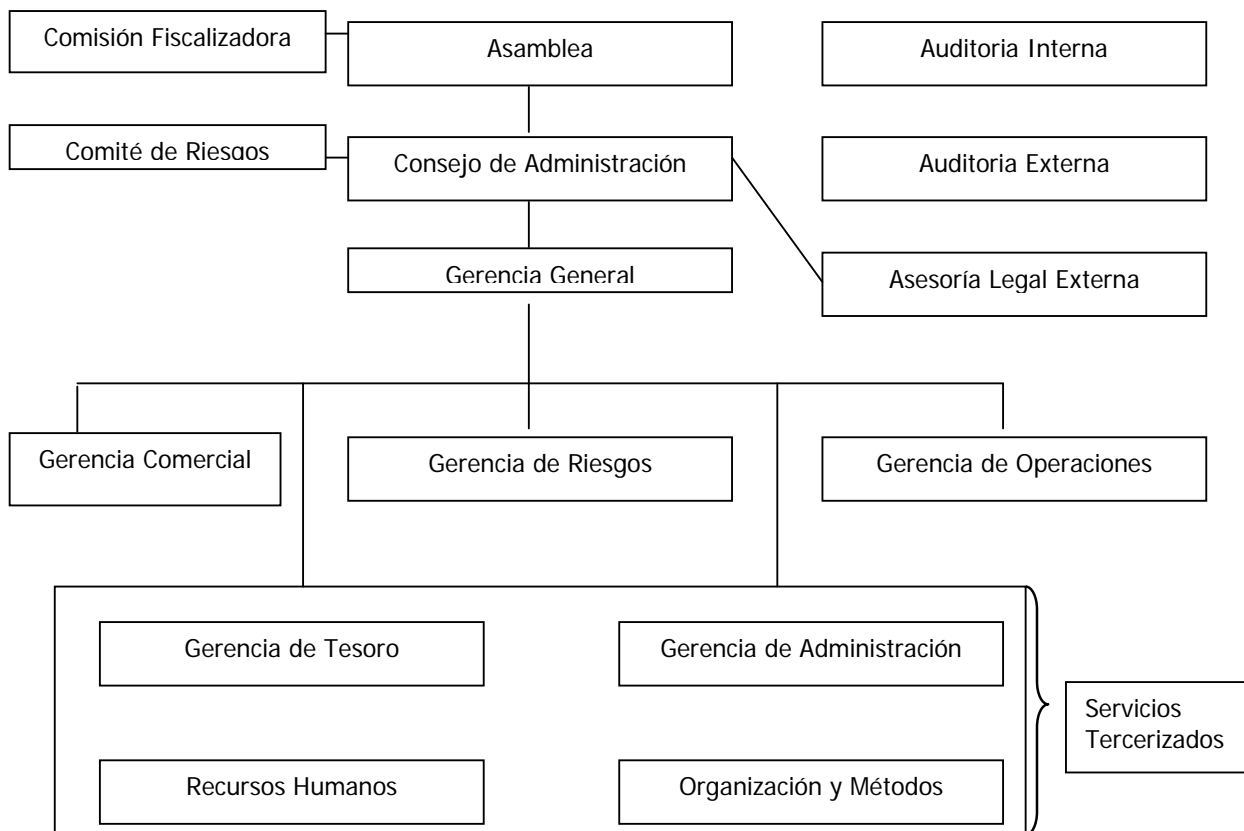 Comisión Fiscalizadora
Asamblea
Auditoria Interna
Comité de Riesgos
Consejo de Administración
Auditoria Externa
Gerencia General
Asesoría Legal Externa
Gerencia Comercial
Gerencia de Riesgos
Gerencia de Operaciones
Gerencia de Tesoro
Gerencia de Administración
Servicios
Tercerizados
Recursos Humanos
Organización y Métodos